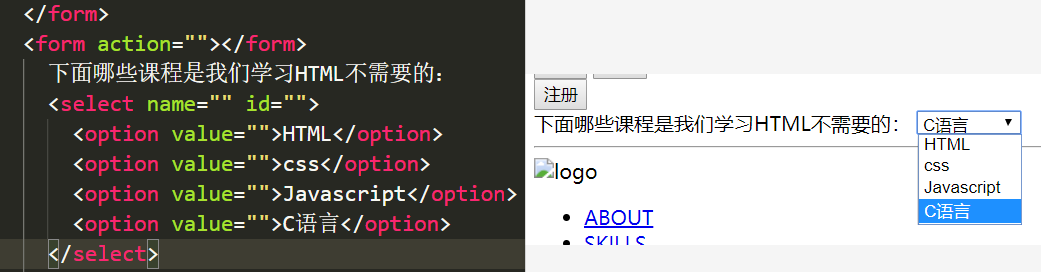 </form>
<form action=""></form>
下面哪些课程是我们学习HTML不需要的:
<select name="" id="">
<option value="">HTML</option>
<option value="">css</option>
<option value="">Javascript</option>
<option value="">C语言</option>
</select>
注册
下面哪些课程是我们学习HTML不需要的: C语言
HTML
css
Javascript
C语言
logo
ABOUT
SKILLS